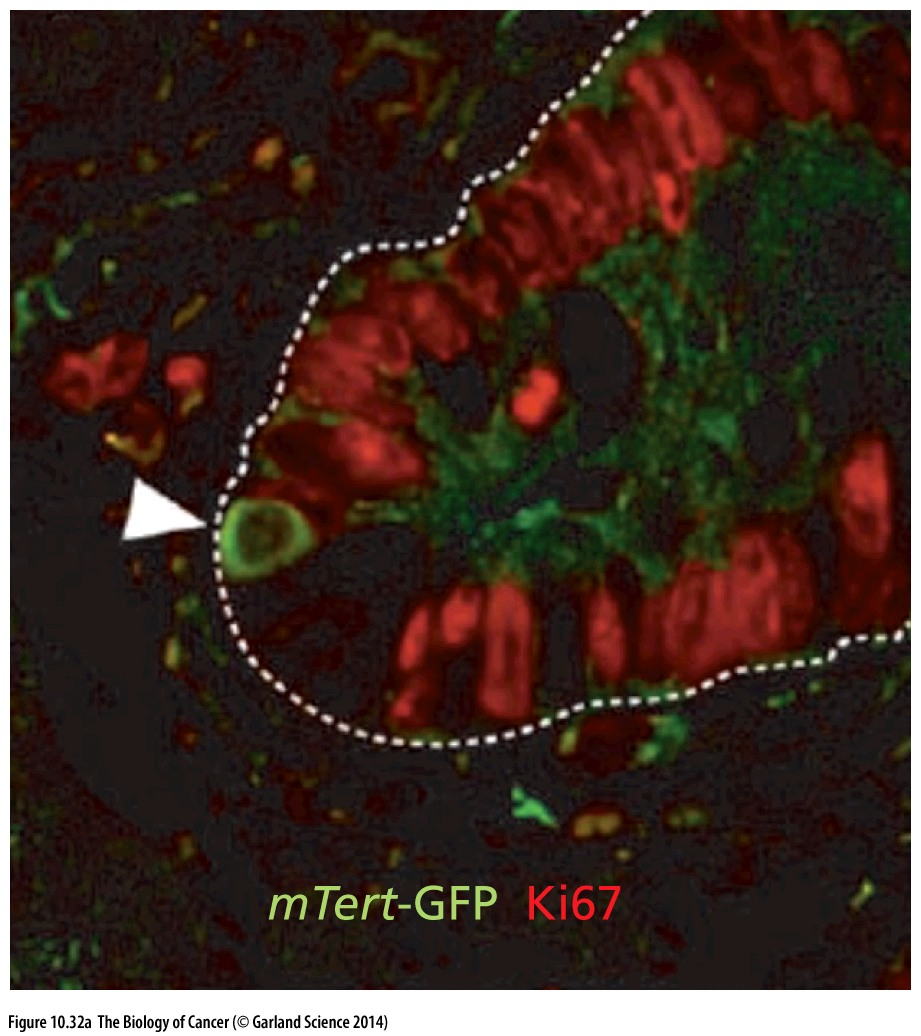 mTert-GFP Ki67
Figure 10.32a The Biology of Cancer (© Garland Science 2014)